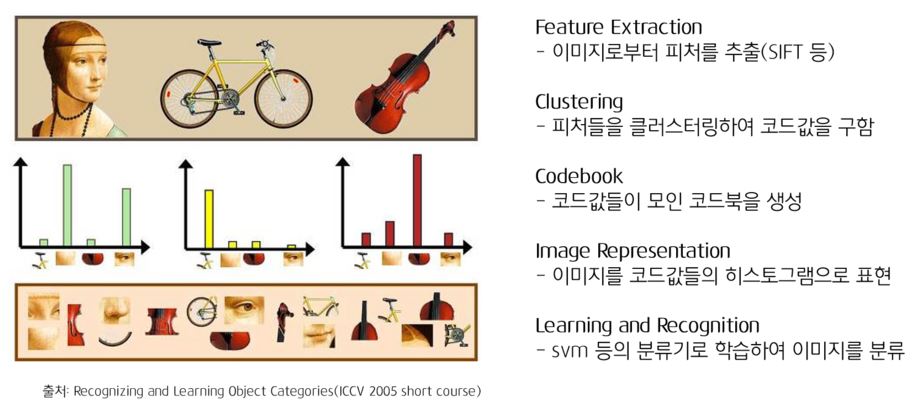 Feature Extraction
- 이미지로부터 피처를 추출(SIFT 등)
Clustering
- 피처들을 클러스터링하여 코드값을 구함
Codebook
- 코드값들이 모인 코드북을 생성
Image Representation
- 이미지를 코드값들의 히스토그램으로 표현
Learning and Recognition
- svm 등의 분류기로 학습하여 이미지를 분류
출처: Recognizing and Learning Object Categories(ICCV 2005 short course)